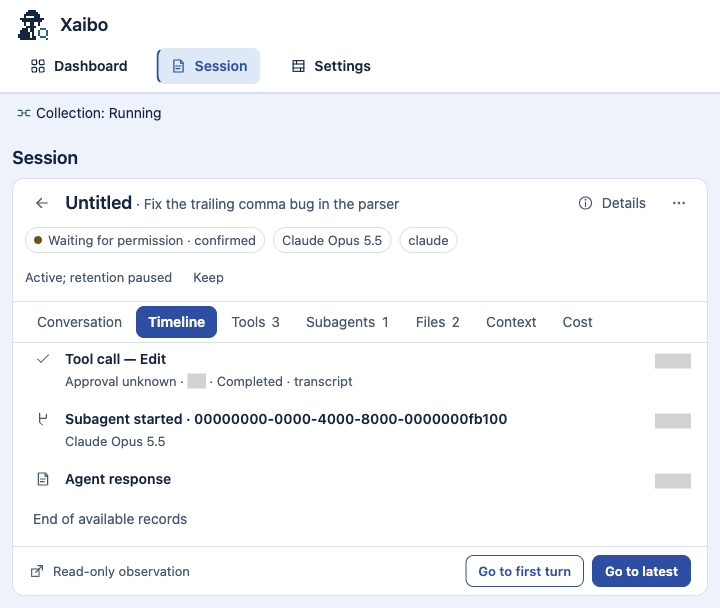 Xaibo
Dashboard Session Settings
Collection: Running
Session
Untitled · Fix the trailing comma bug in the parser Details
Waiting for permission · confirmed Claude Opus 5.5 claude
Active; retention paused Keep
Conversation Timeline Tools 3 Subagents 1 Files 2 Context Cost
Tool call — Edit
Approval unknown · · Completed · transcript
Subagent started · 00000000-0000-4000-8000-0000000fb100
Claude Opus 5.5
Agent response
End of available records
Read-only observation Go to first turn Go to latest